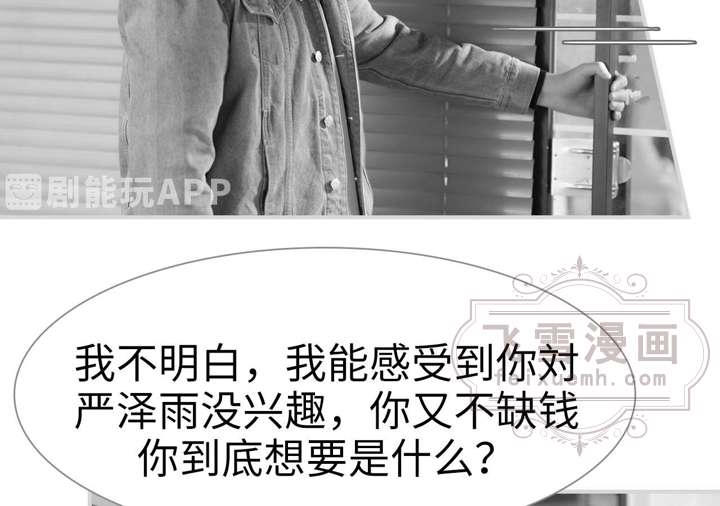 剧能玩APP
飞雪漫画
feixuemh.com
我不明白，我能感受到你对
严泽雨没兴趣，你又不缺钱
你到底想要是什么？